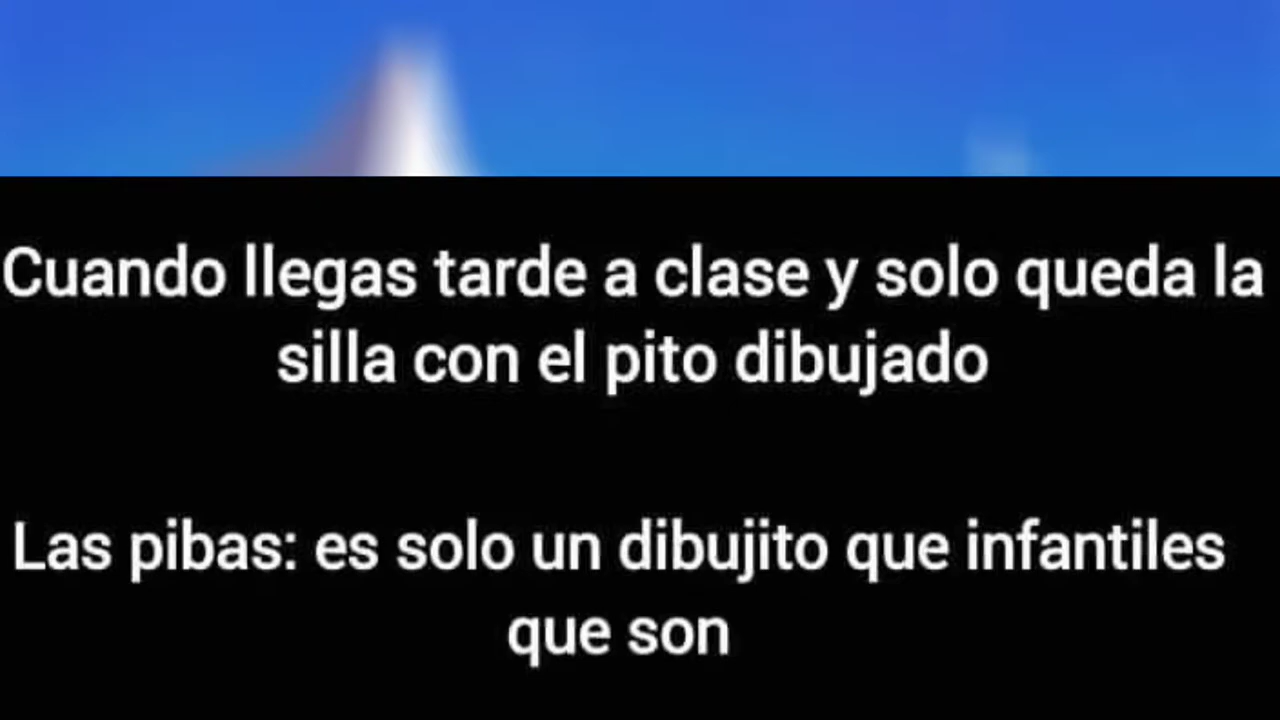 Cuando llegas tarde a clase y solo queda la
silla con el pito dibujado
Las pibas: es solo un dibujito que infantiles
que son